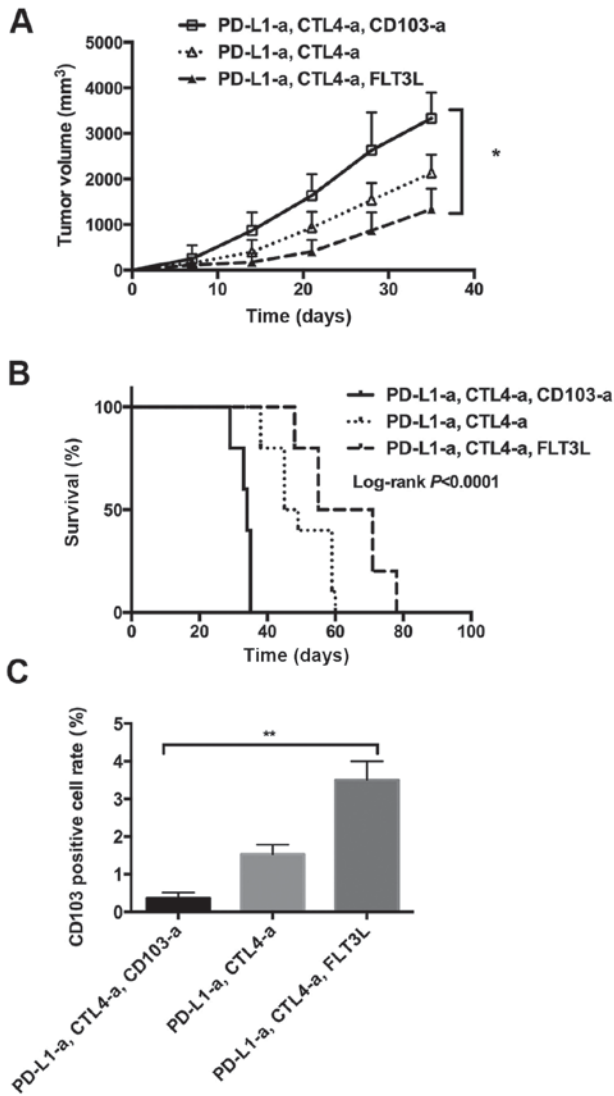 A
PD-L1-a, CTL4-a, CD103-a
PD-L1-a, CTL4-a
PD-L1-a, CTL4-a, FLT3L
Tumor volume (mm³)
5000
4000
3000
2000
1000
0
0 10 20 30 40
Time (days)
*
B
PD-L1-a, CTL4-a, CD103-a
PD-L1-a, CTL4-a
PD-L1-a, CTL4-a, FLT3L
Log-rank P<0.0001
Survival (%)
100
50
0
0 20 40 60 80 100
Time (days)
C
CD103 positive cell rate (%)
5
4
3
2
1
0
**
PD-L1-a, CTL4-a, CD103-a
PD-L1-a, CTL4-a
PD-L1-a, CTL4-a, FLT3L